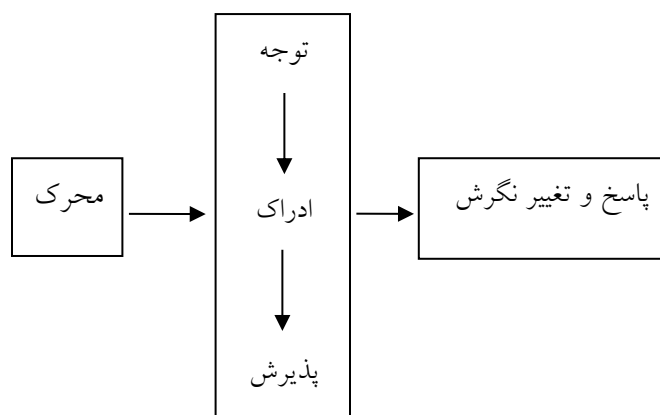 توجه
محرک
ادراک
پاسخ و تغییر نگرش
پذیرش